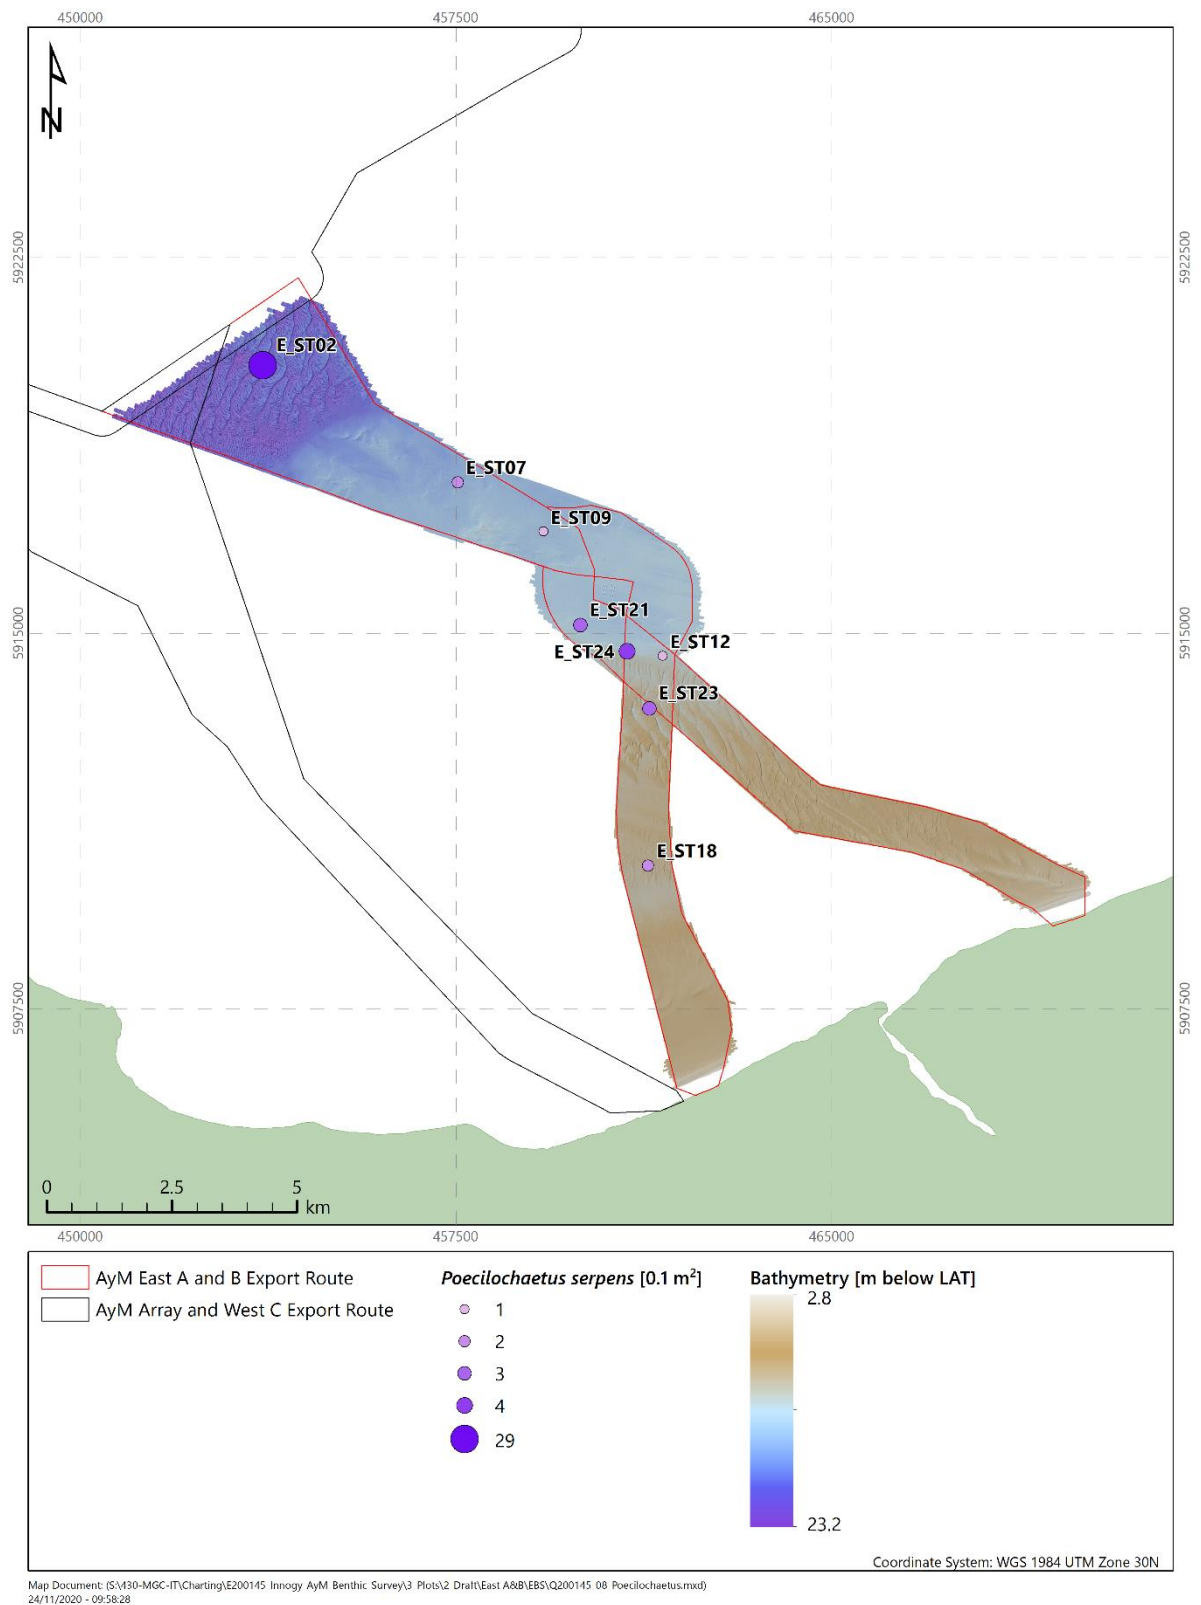 450000 457500 465000
N
5922500 5922500
E_ST02
E_ST07
E_ST09
E_ST21
5915000 5915000
E_ST12
E_ST24
E_ST23
E_ST18
5907500 5907500
0 2.5 5
km
450000 457500 465000
AyM East A and B Export Route
AyM Array and West C Export Route
Poecilochaetus serpens [0.1 m²]
1
2
3
4
29
Bathymetry [m below LAT]
2.8
23.2
Coordinate System: WGS 1984 UTM Zone 30N
Map Document: (S:\430-MGC-IT\Charting\E200145 Innogy AyM Benthic Survey\3 Plots\2 Draft\East A&B\EBS\Q200145 08 Poecilochaetus.mxd)
24/11/2020 - 09:58:28